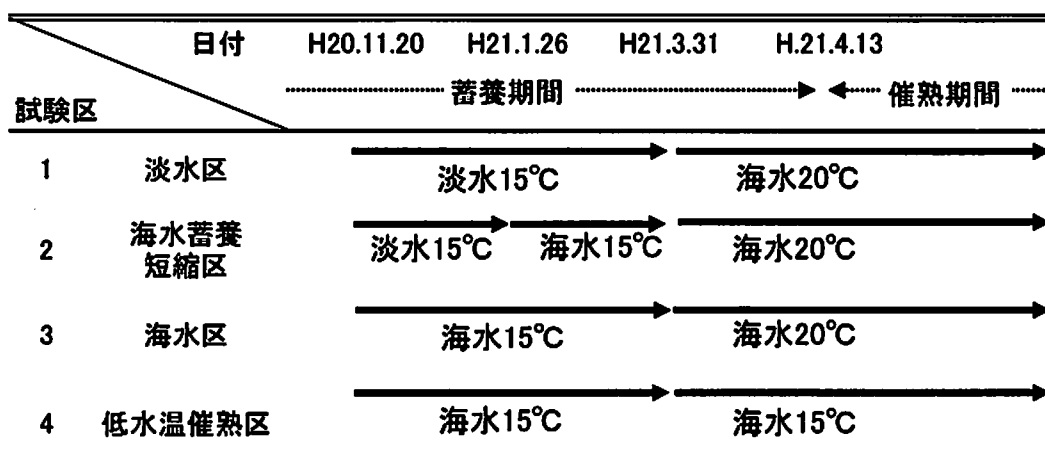 日付 H20.11.20 H21.1.26 H21.3.31 H.21.4.13
蓄養期間 催熟期間
試験区
1 淡水区 淡水15℃ 海水20℃
2 海水蓄養短縮区 淡水15℃ 海水15℃ 海水20℃
3 海水区 海水15℃ 海水20℃
4 低水温催熟区 海水15℃ 海水15℃